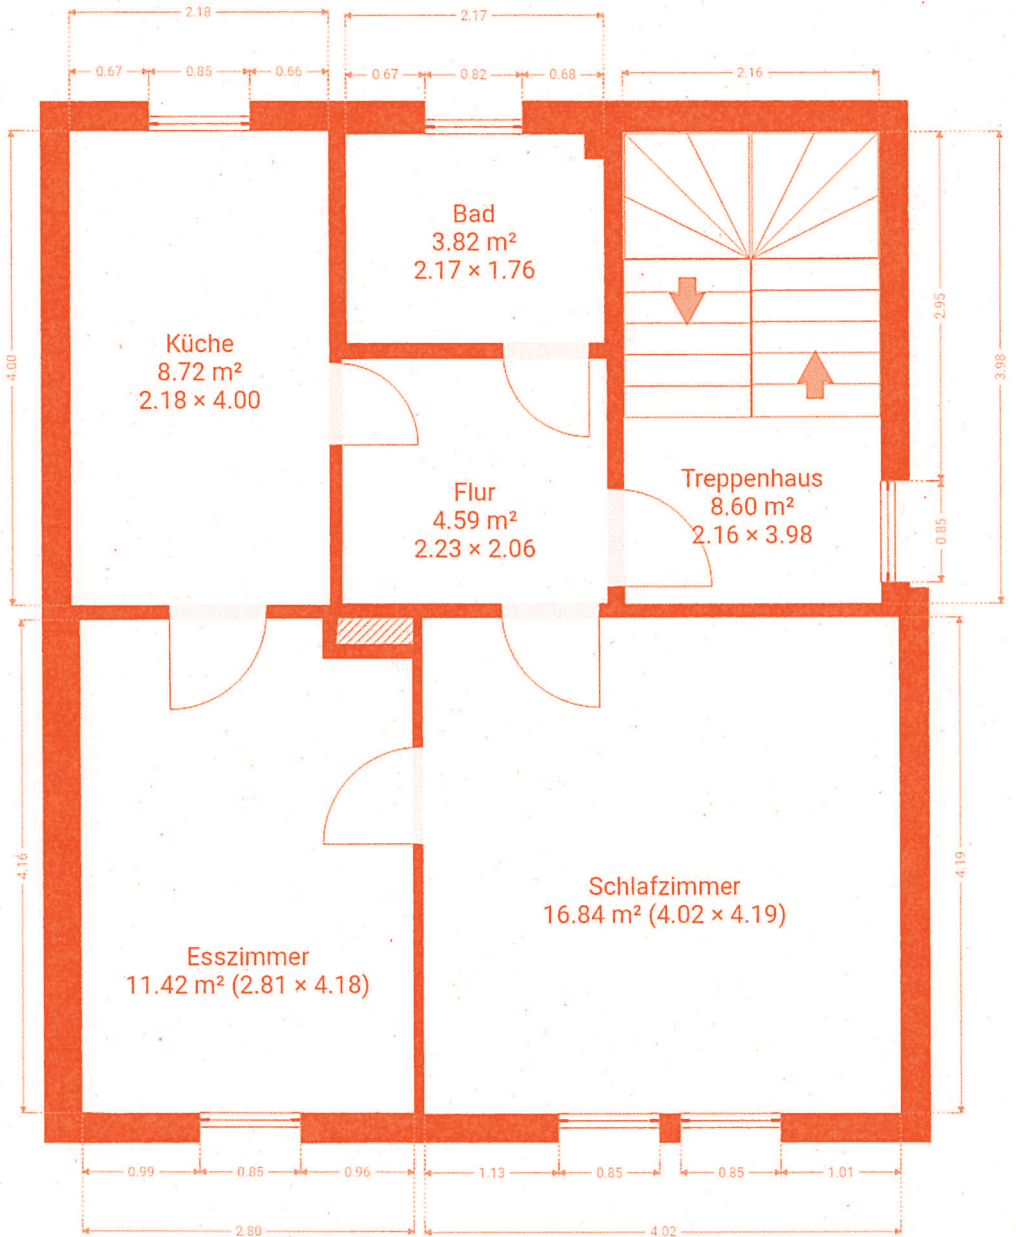 2.18
2.17
0.67
0.85
0.66
0.67
0.82
0.68
2.16
Bad
3.82 m²
2.17 × 1.76
Küche
8.72 m²
2.18 × 4.00
4.00
2.95
3.98
Flur
4.59 m²
2.23 × 2.06
Treppenhaus
8.60 m²
2.16 × 3.98
0.85
4.16
4.19
Schlafzimmer
16.84 m² (4.02 × 4.19)
Esszimmer
11.42 m² (2.81 × 4.18)
0.99
0.85
0.96
1.13
0.85
0.85
1.01
2.80
4.02